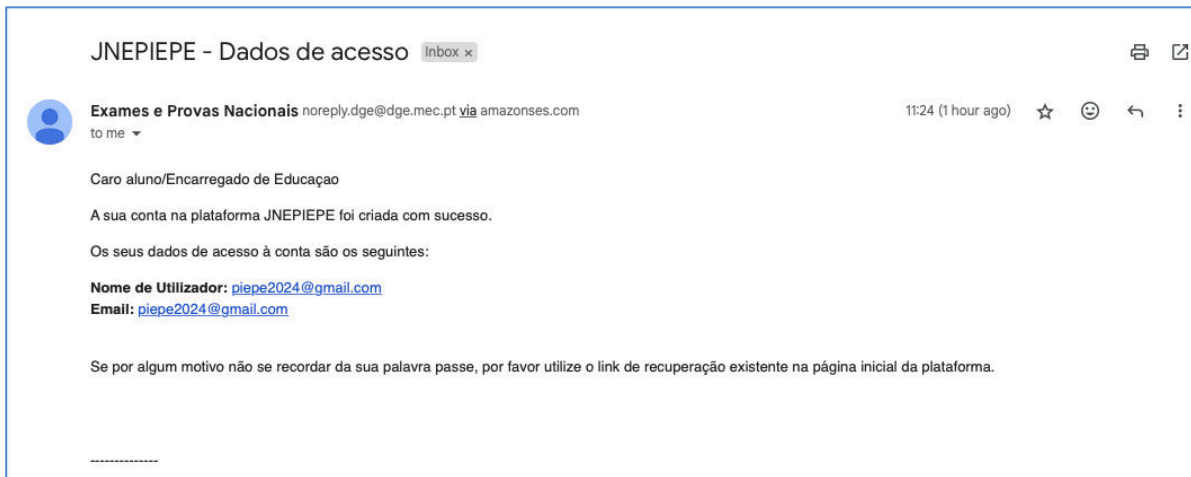 JNEPIEPE - Dados de acesso Inbox x
Exames e Provas Nacionais noreply.dge@dge.mec.pt via amazonses.com 11:24 (1 hour ago)
to me
Caro aluno/Encarregado de Educaçao
A sua conta na plataforma JNEPIEPE foi criada com sucesso.
Os seus dados de acesso à conta são os seguintes:
Nome de Utilizador: piepe2024@gmail.com
Email: piepe2024@gmail.com
Se por algum motivo não se recordar da sua palavra passe, por favor utilize o link de recuperação existente na página inicial da plataforma.
--------------